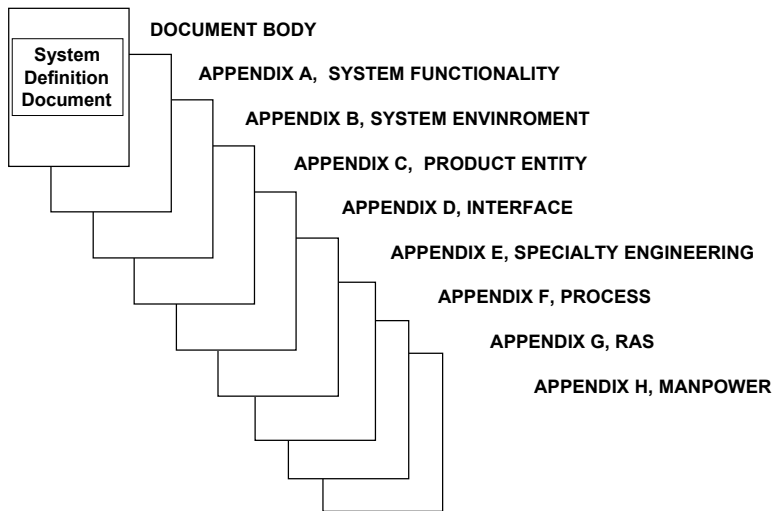 DOCUMENT BODY
System
Definition
Document
APPENDIX A, SYSTEM FUNCTIONALITY
APPENDIX B, SYSTEM ENVINROMENT
APPENDIX C, PRODUCT ENTITY
APPENDIX D, INTERFACE
APPENDIX E, SPECIALTY ENGINEERING
APPENDIX F, PROCESS
APPENDIX G, RAS
APPENDIX H, MANPOWER